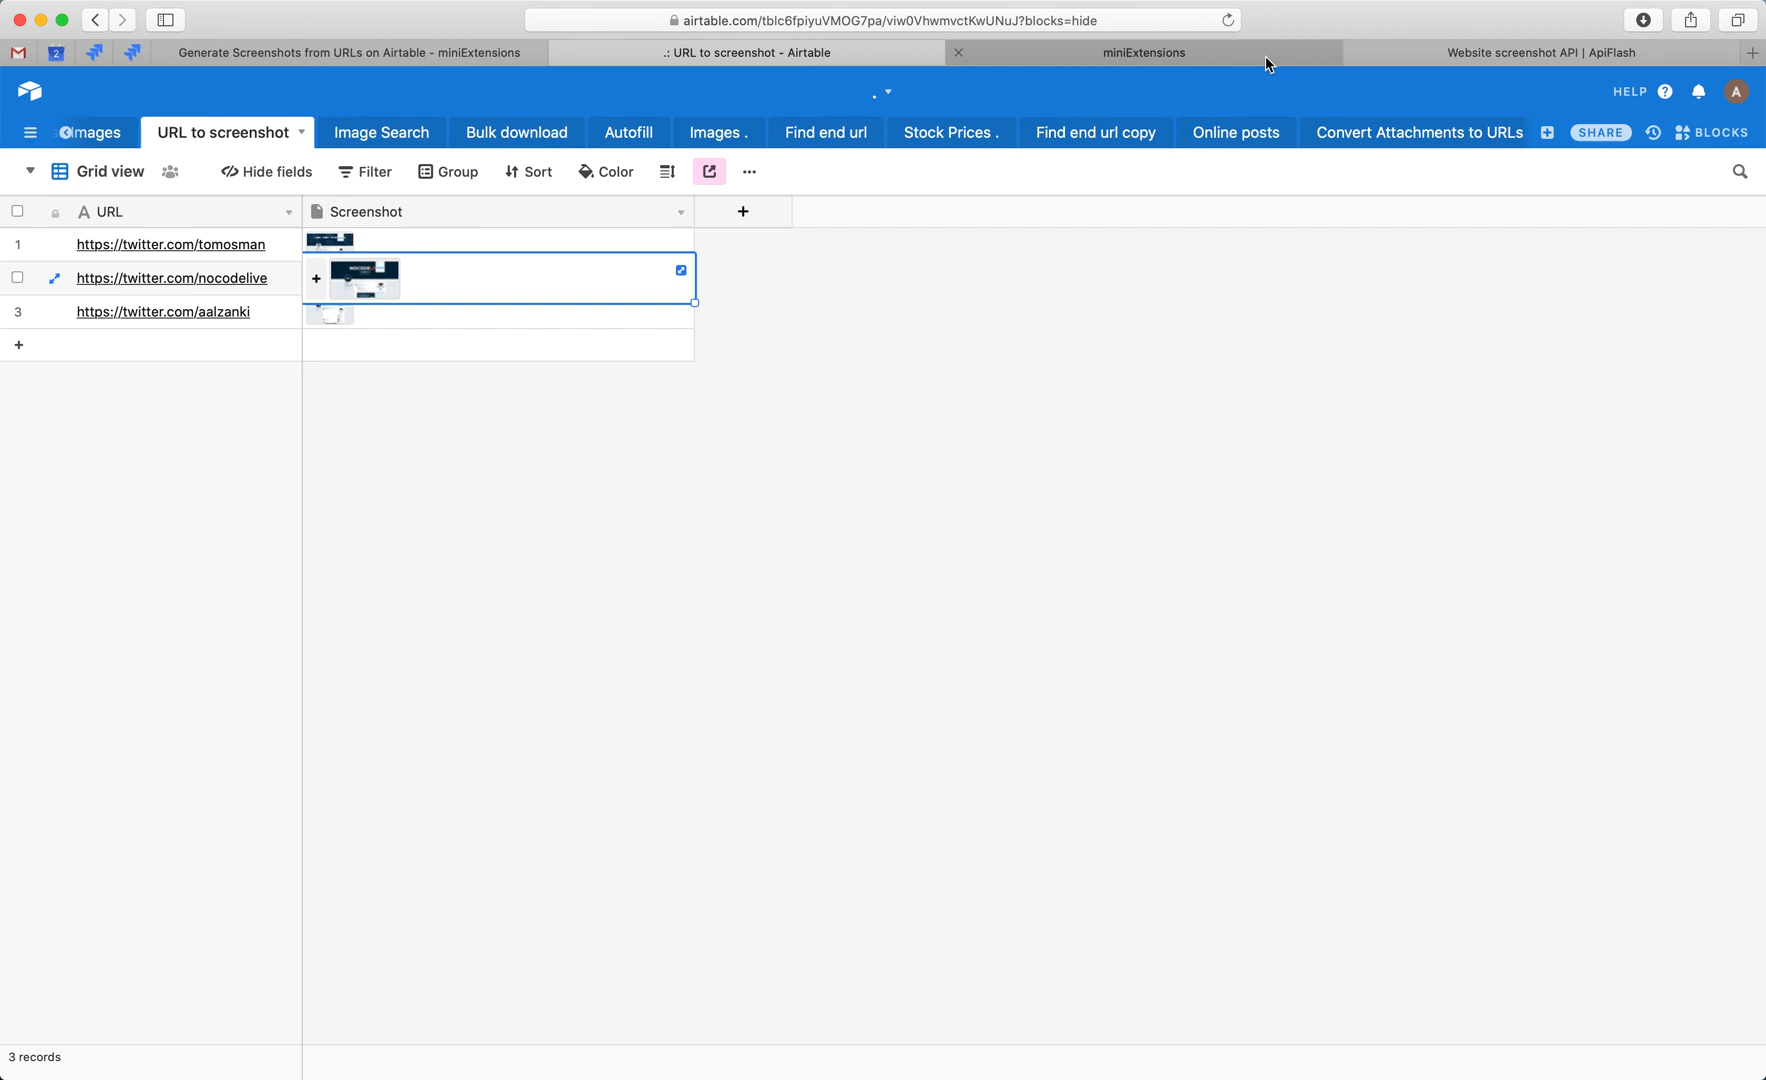 airtable.com/tblc6fpiyuVMOG7pa/viw0VhwmvctKwUNuJ?blocks=hide
2 Generate Screenshots from URLs on Airtable - miniExtensions .: URL to screenshot - Airtable miniExtensions Website screenshot API | ApiFlash
. HELP A
Images URL to screenshot Image Search Bulk download Autofill Images . Find end url Stock Prices . Find end url copy Online posts Convert Attachments to URLs SHARE BLOCKS
Grid view Hide fields Filter Group Sort Color
A URL Screenshot
1 https://twitter.com/tomosman
https://twitter.com/nocodelive
3 https://twitter.com/aalzanki
3 records